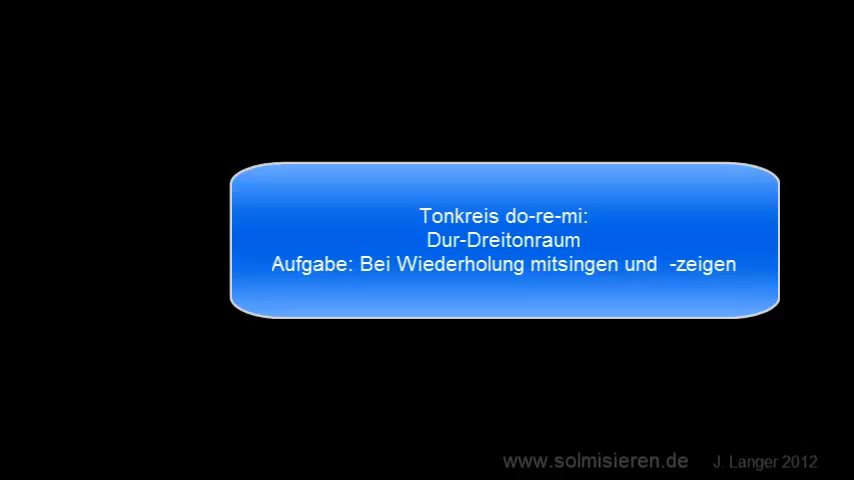 Tonkreis do-re-mi:
Dur-Dreitonraum
Aufgabe: Bei Wiederholung mitsingen und  -zeigen
www.solmisieren.de J. Langer 2012